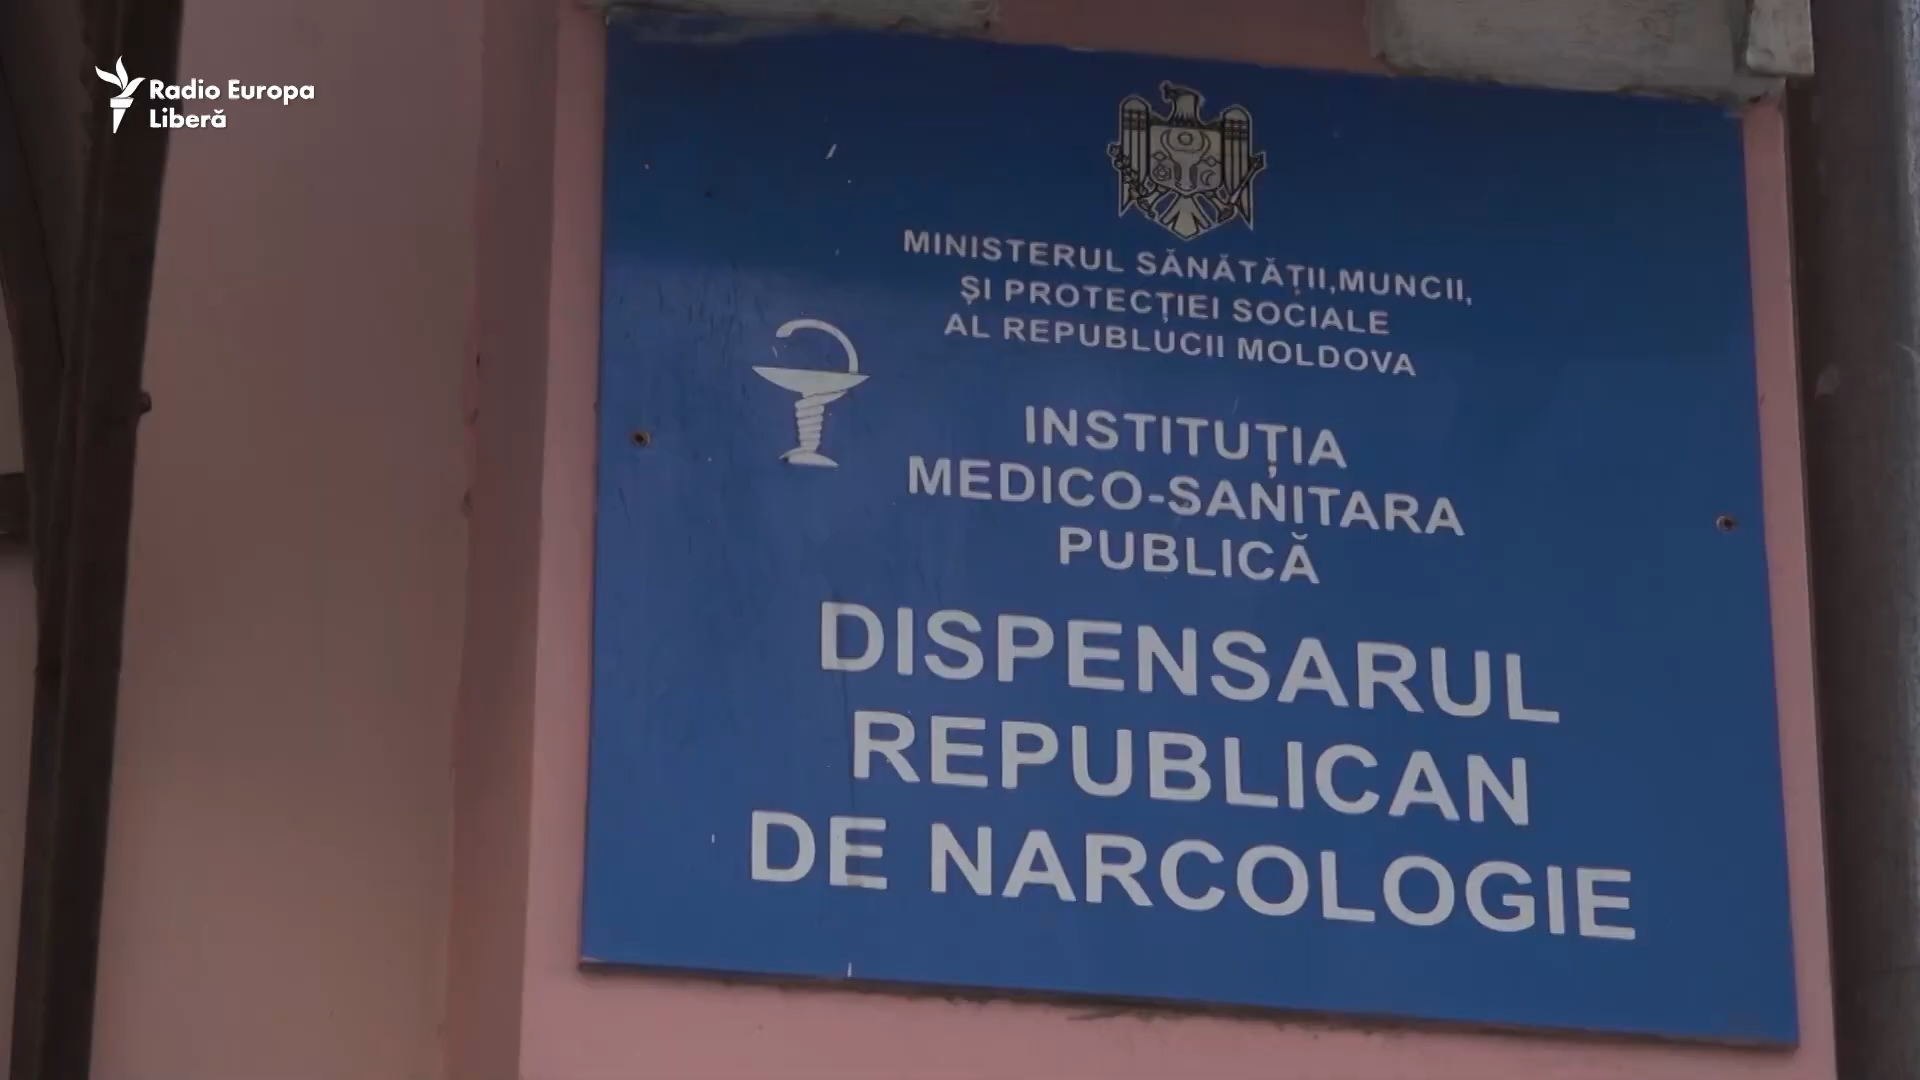 Radio Europa
Liberă
MINISTERUL SĂNĂTĂȚII,MUNCII,
ȘI PROTECȚIEI SOCIALE
AL REPUBLUCII MOLDOVA
INSTITUȚIA
MEDICO-SANITARA
PUBLICĂ
DISPENSARUL
REPUBLICAN
DE NARCOLOGIE